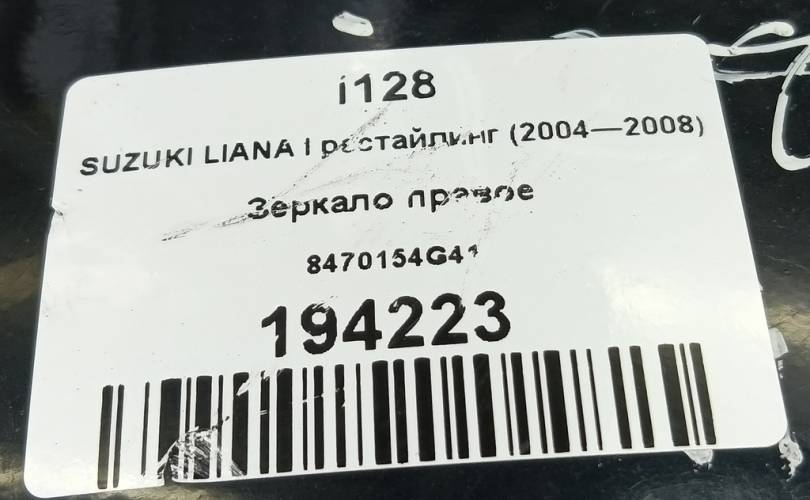 i128
SUZUKI LIANA I рестайлинг (2004—2008)
Зеркало правое
8470154G41
194223